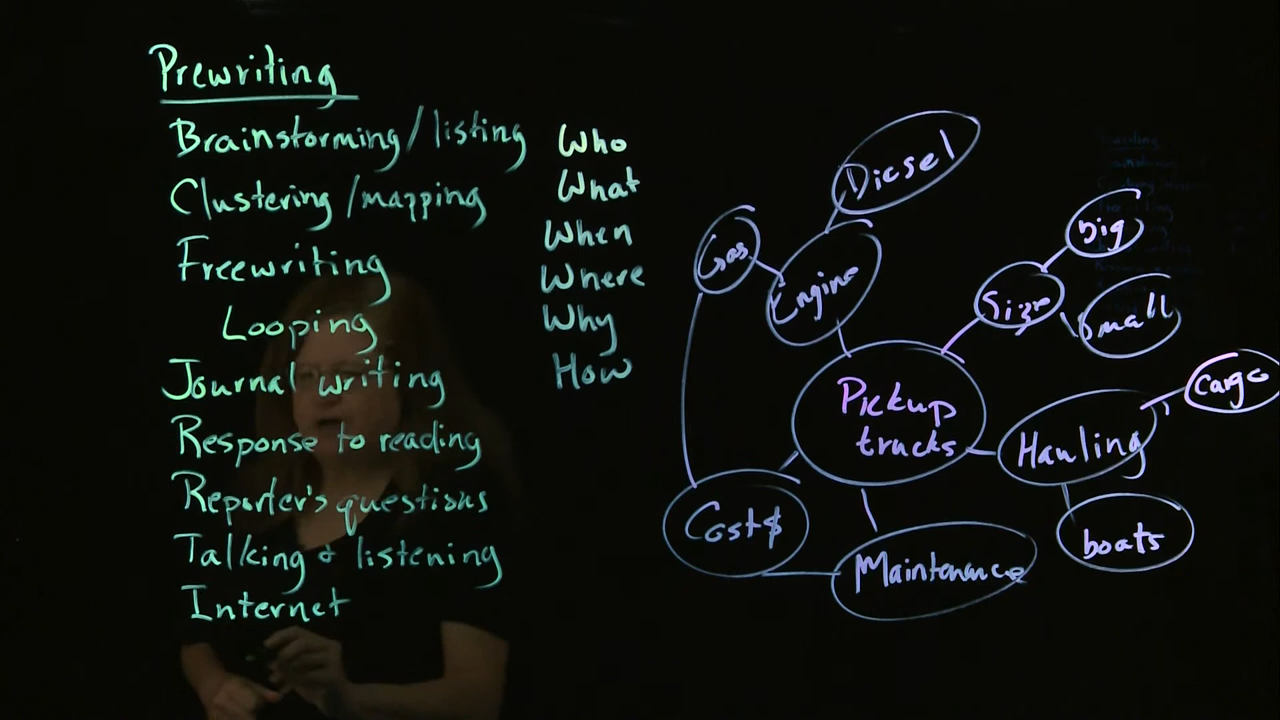 Prewriting
Brainstorming/listing
Clustering/mapping
Freewriting
Looping
Journal writing
Response to reading
Reporter's questions
Talking & listening
Internet
Who
What
When
Where
Why
How
Diesel
Gas
Engine
Big
Size
Small
Pickup
trucks
Cargo
Hauling
Cost$
boats
Maintenance